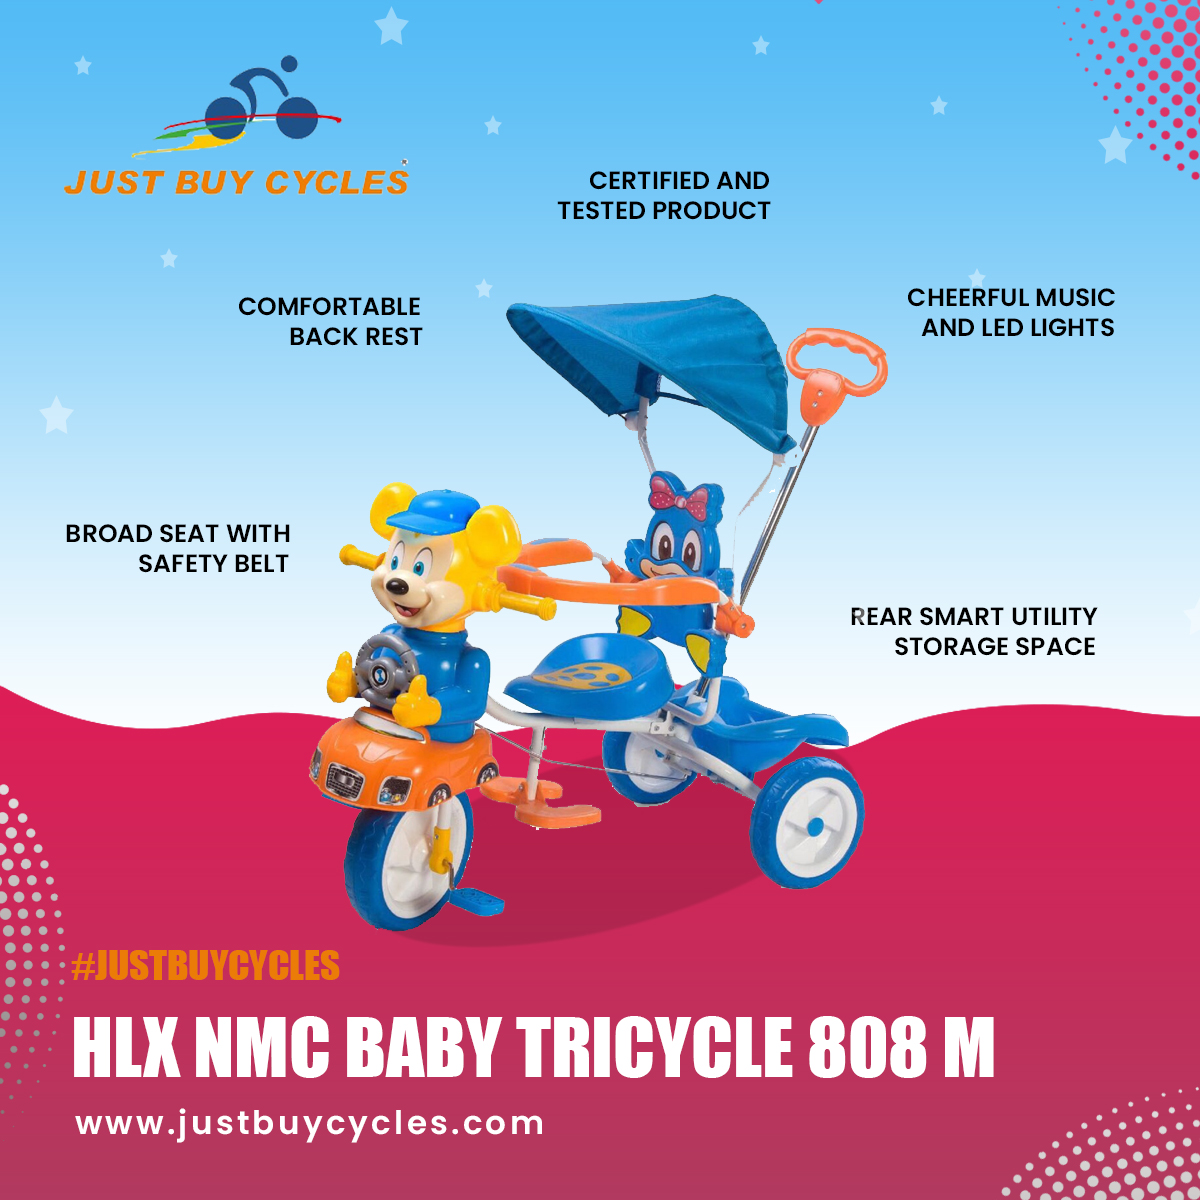 JUST BUY CYCLES
CERTIFIED AND
TESTED PRODUCT
COMFORTABLE
BACK REST
CHEERFUL MUSIC
AND LED LIGHTS
BROAD SEAT WITH
SAFETY BELT
REAR SMART UTILITY
STORAGE SPACE
#JUSTBUYCYCLES
HLX NMC BABY TRICYCLE 808 M
www.justbuycycles.com